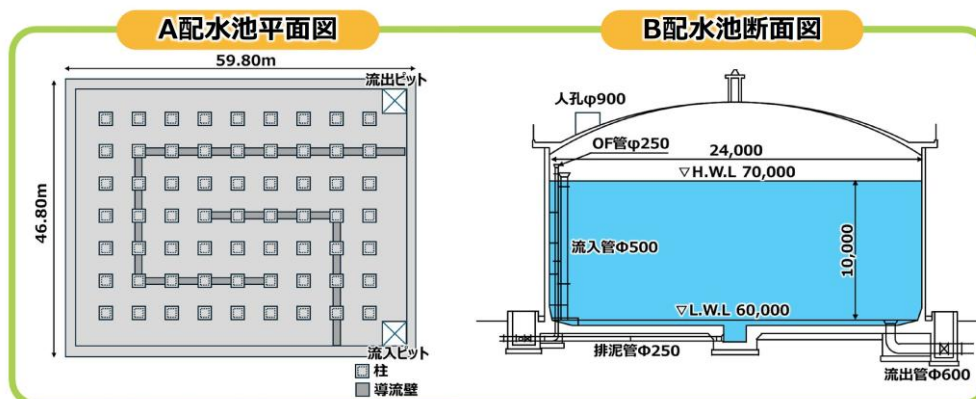 A配水池平面図
59.80m
46.80m
流出ピット
流入ピット
柱
導流壁
B配水池断面図
人孔φ900
OF管φ250
24,000
▽H.W.L 70,000
流入管Φ500
10,000
▽L.W.L 60,000
排泥管Φ250
流出管Φ600